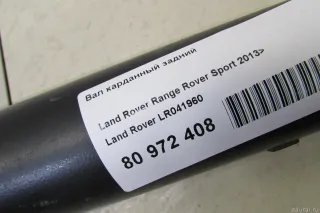 Вал карданный задний
Land Rover Range Rover Sport 2013>
Land Rover LR041960
80 972 408